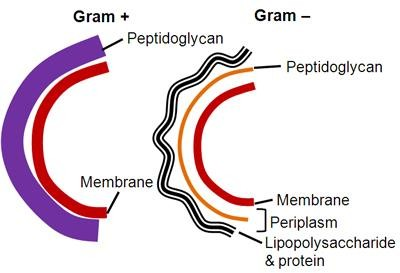 Gram +
Gram –
Peptidoglycan
Peptidoglycan
Membrane
Membrane
Periplasm
Lipopolysaccharide
& protein